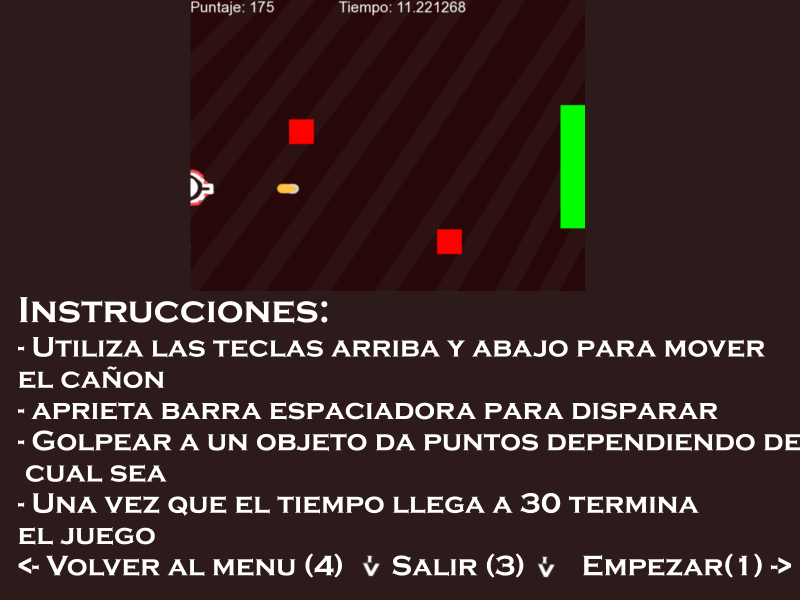 Puntaje: 175 Tiempo: 11.221268
Instrucciones:
- Utiliza las teclas arriba y abajo para mover
el cañon
- aprieta barra espaciadora para disparar
- Golpear a un objeto da puntos dependiendo de
cual sea
- Una vez que el tiempo llega a 30 termina
el juego
<- Volver al menu (4) Salir (3) Empezar(1) ->